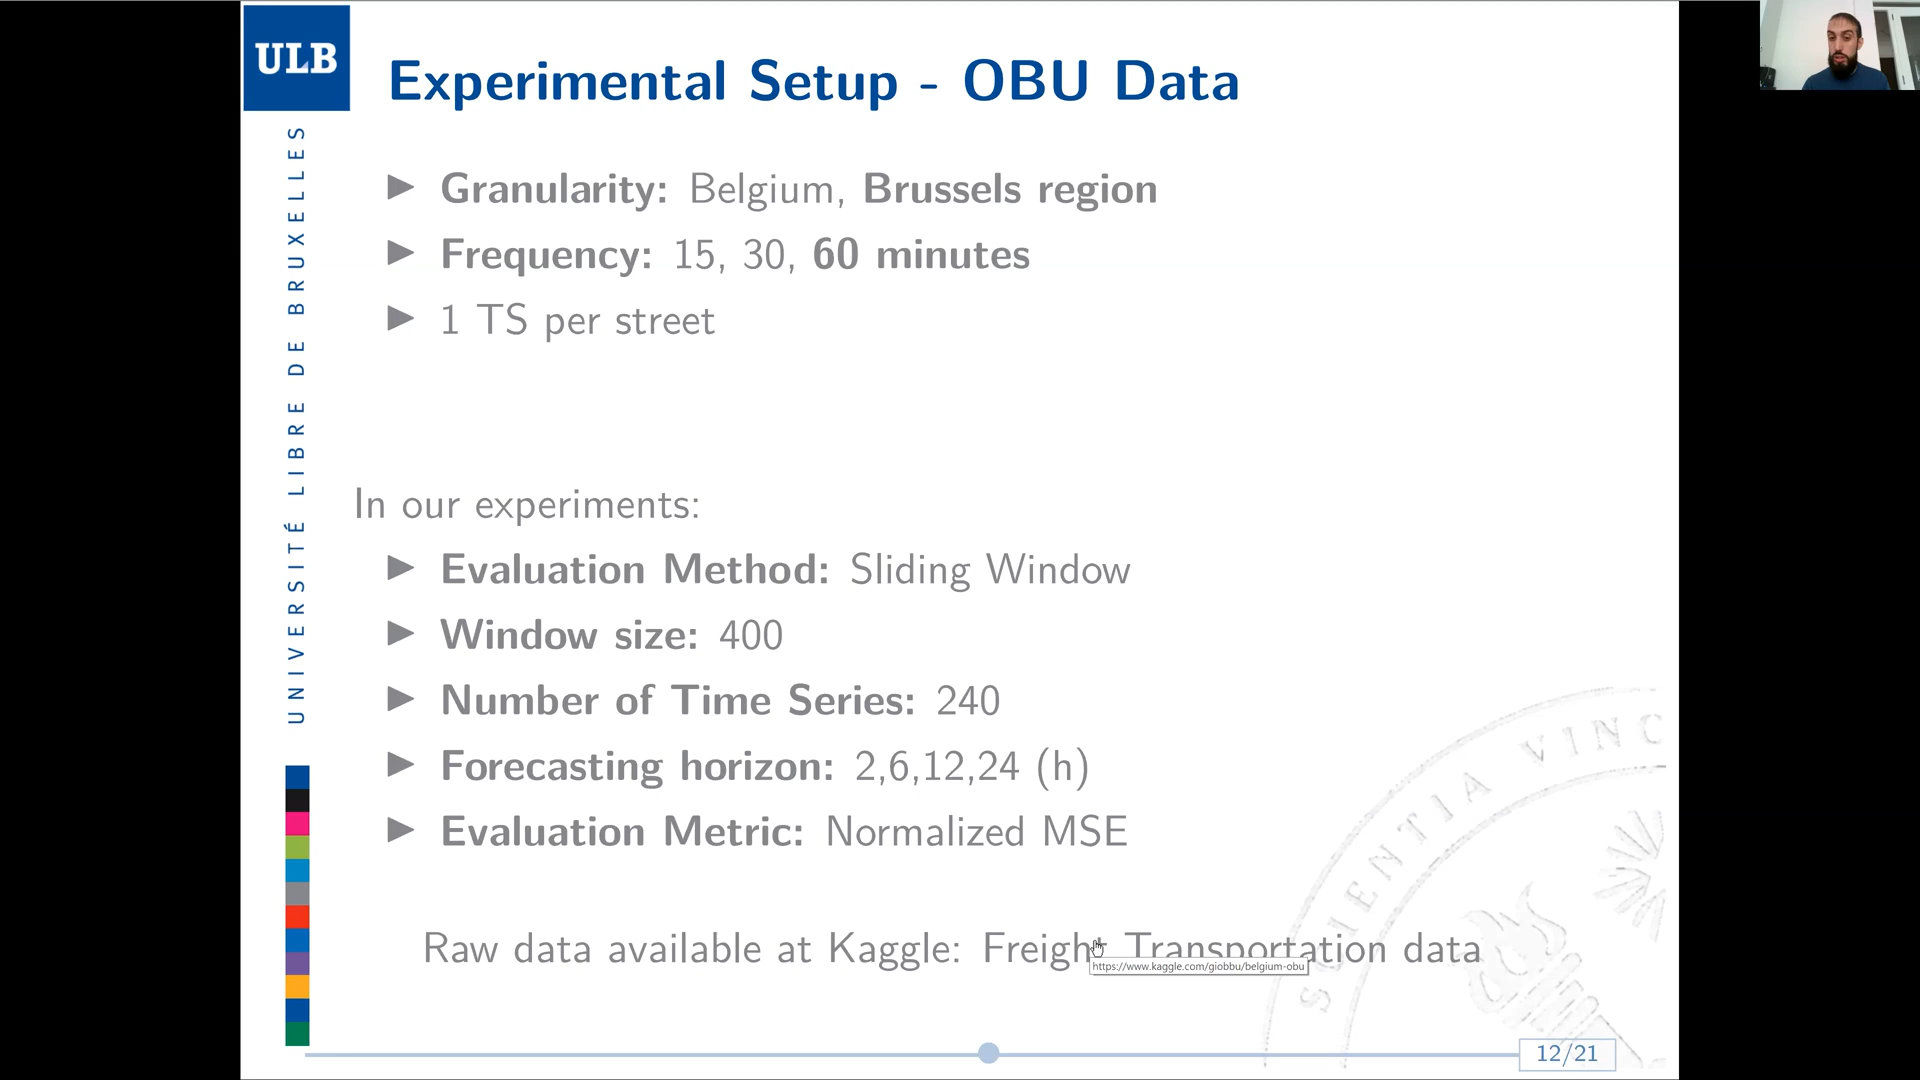 ULB
Experimental Setup - OBU Data
UNIVERSITÉ LIBRE DE BRUXELLES
▶ Granularity: Belgium, Brussels region
▶ Frequency: 15, 30, 60 minutes
▶ 1 TS per street
In our experiments:
▶ Evaluation Method: Sliding Window
▶ Window size: 400
▶ Number of Time Series: 240
▶ Forecasting horizon: 2,6,12,24 (h)
▶ Evaluation Metric: Normalized MSE
Raw data available at Kaggle: Freight Transportation data
https://www.kaggle.com/giobbu/belgium-obu
SCIENTIA VINC
12/21